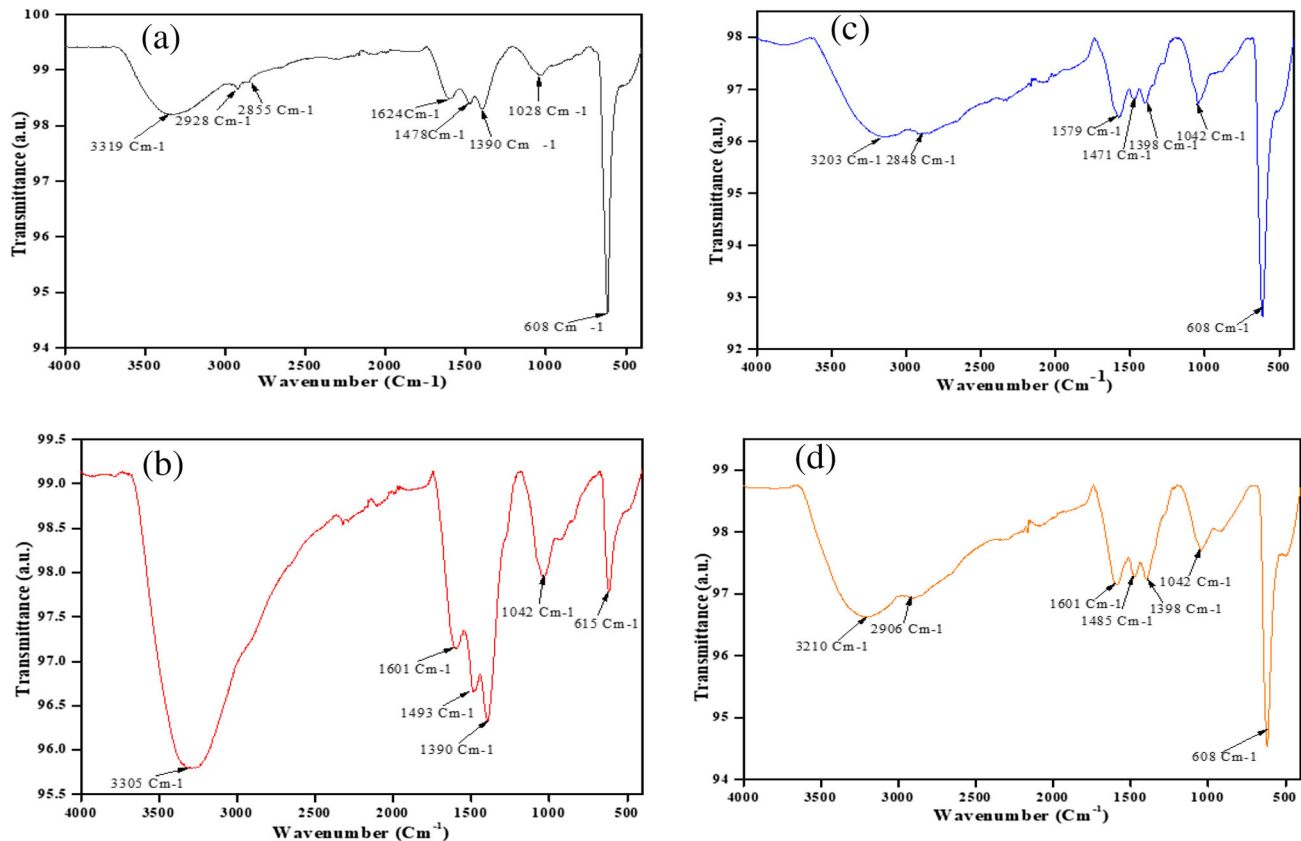 (a)
100
99
98
97
96
95
94
Transmittance (a.u.)
3319 Cm-1
2928 Cm-1
2855 Cm-1
1624Cm-1
1478Cm-1
1390 Cm -1
1028 Cm -1
608 Cm -1
4000 3000 2000 1000 500
Wavenumber (Cm-1)
(c)
98
97
96
95
94
93
92
Transmittance (a.u.)
3203 Cm-1
2848 Cm-1
1579 Cm-1
1471 Cm-1
1398 Cm-1
1042 Cm-1
608 Cm-1
4000 3500 3000 2500 2000 1500 1000 500
Wavenumber (Cm-1)
(b)
99.5
99.0
98.5
98.0
97.5
97.0
96.5
96.0
95.5
Transmittance (a.u.)
3305 Cm-1
1601 Cm-1
1493 Cm-1
1390 Cm-1
1042 Cm-1
615 Cm-1
4000 3500 3000 2500 2000 1500 1000 500
Wavenumber (Cm-1)
(d)
99
98
97
96
95
94
Transmittance (a.u.)
3210 Cm-1
2906 Cm-1
1601 Cm-1
1485 Cm-1
1398 Cm-1
1042 Cm-1
608 Cm-1
4000 3500 3000 2500 2000 1500 1000 500
Wavenumber (Cm-1)